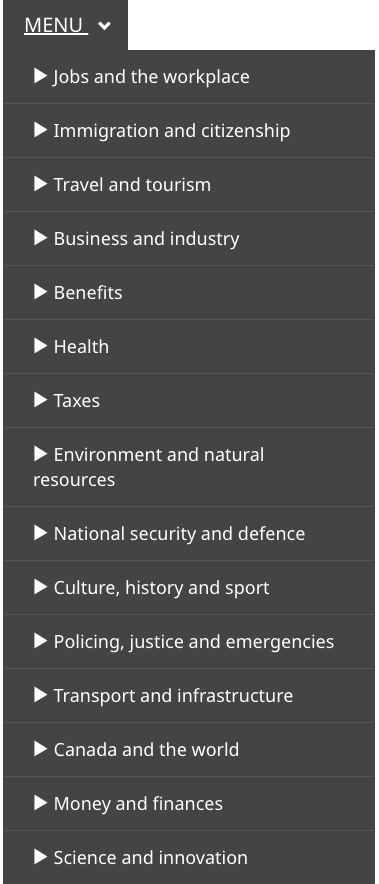 MENU
Jobs and the workplace
Immigration and citizenship
Travel and tourism
Business and industry
Benefits
Health
Taxes
Environment and natural
resources
National security and defence
Culture, history and sport
Policing, justice and emergencies
Transport and infrastructure
Canada and the world
Money and finances
Science and innovation